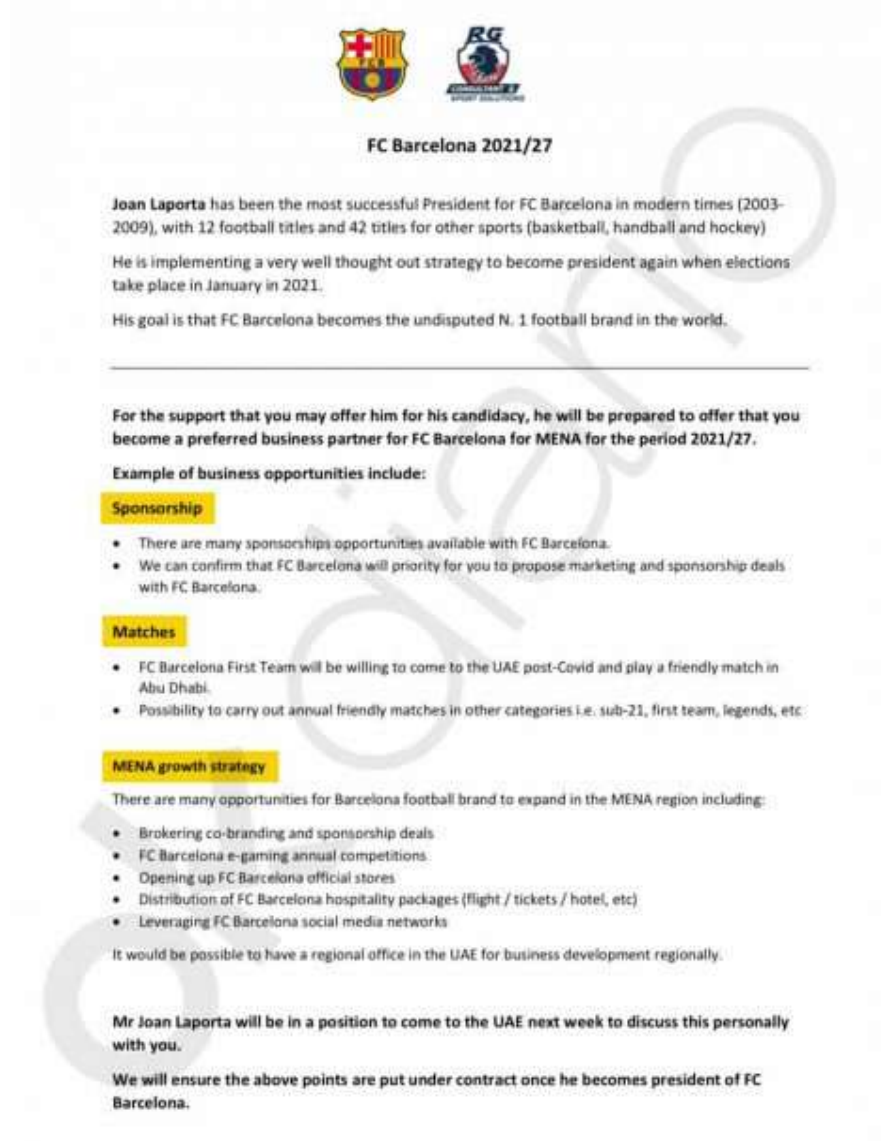 FCB
RG
CONSULTANT &
SPORT SOLUTIONS
FC Barcelona 2021/27
Joan Laporta has been the most successful President for FC Barcelona in modern times (2003-
2009), with 12 football titles and 42 titles for other sports (basketball, handball and hockey)
He is implementing a very well thought out strategy to become president again when elections
take place in January in 2021.
His goal is that FC Barcelona becomes the undisputed N. 1 football brand in the world.
For the support that you may offer him for his candidacy, he will be prepared to offer that you
become a preferred business partner for FC Barcelona for MENA for the period 2021/27.
Example of business opportunities include:
Sponsorship
• There are many sponsorships opportunities available with FC Barcelona.
• We can confirm that FC Barcelona will priority for you to propose marketing and sponsorship deals
with FC Barcelona.
Matches
• FC Barcelona First Team will be willing to come to the UAE post-Covid and play a friendly match in
Abu Dhabi.
• Possibility to carry out annual friendly matches in other categories i.e. sub-21, first team, legends, etc
MENA growth strategy
There are many opportunities for Barcelona football brand to expand in the MENA region including:
• Brokering co-branding and sponsorship deals
• FC Barcelona e-gaming annual competitions
• Opening up FC Barcelona official stores
• Distribution of FC Barcelona hospitality packages (flight / tickets / hotel, etc)
• Leveraging FC Barcelona social media networks
It would be possible to have a regional office in the UAE for business development regionally.
Mr Joan Laporta will be in a position to come to the UAE next week to discuss this personally
with you.
We will ensure the above points are put under contract once he becomes president of FC
Barcelona.
okdiario